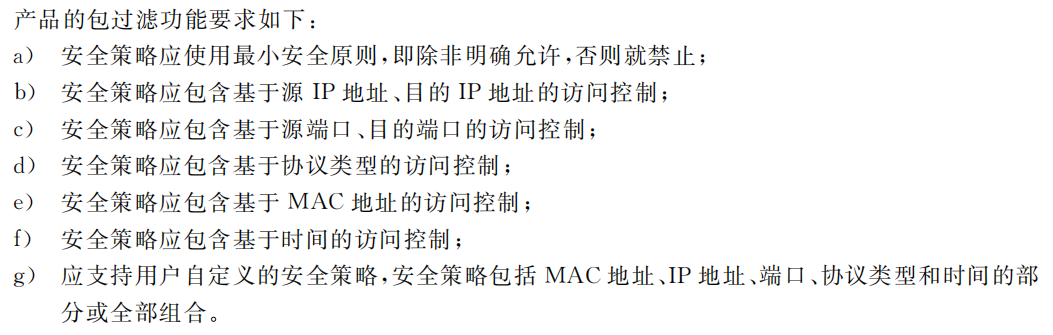 产品的包过滤功能要求如下：
a） 安全策略应使用最小安全原则，即除非明确允许，否则就禁止；
b） 安全策略应包含基于源 IP 地址、目的 IP 地址的访问控制；
c） 安全策略应包含基于源端口、目的端口的访问控制；
d） 安全策略应包含基于协议类型的访问控制；
e） 安全策略应包含基于 MAC 地址的访问控制；
f） 安全策略应包含基于时间的访问控制；
g） 应支持用户自定义的安全策略，安全策略包括 MAC 地址、IP 地址、端口、协议类型和时间的部
分或全部组合。